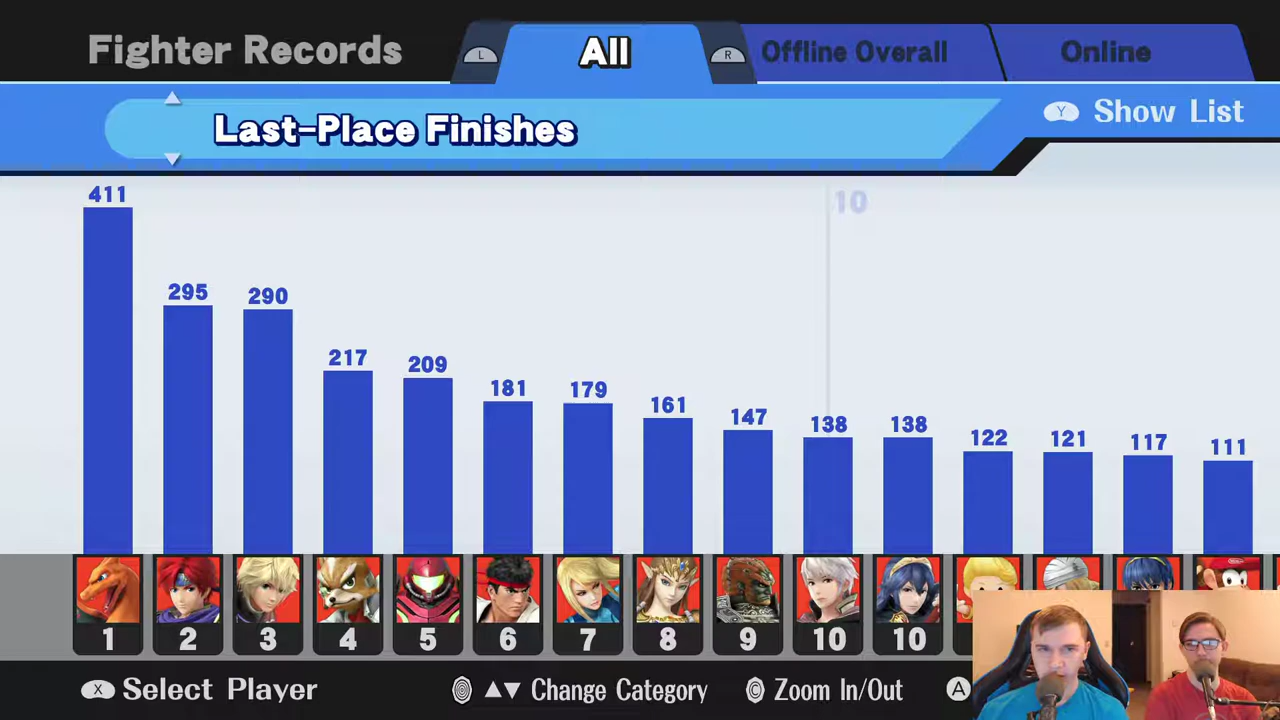 Fighter Records
L
All
R
Offline Overall
Online
Last-Place Finishes
Y Show List
10
411
295
290
217
209
181
179
161
147
138
138
122
121
117
111
1 2 3 4 5 6 7 8 9 10 10
X Select Player
Change Category
C Zoom In/Out
A